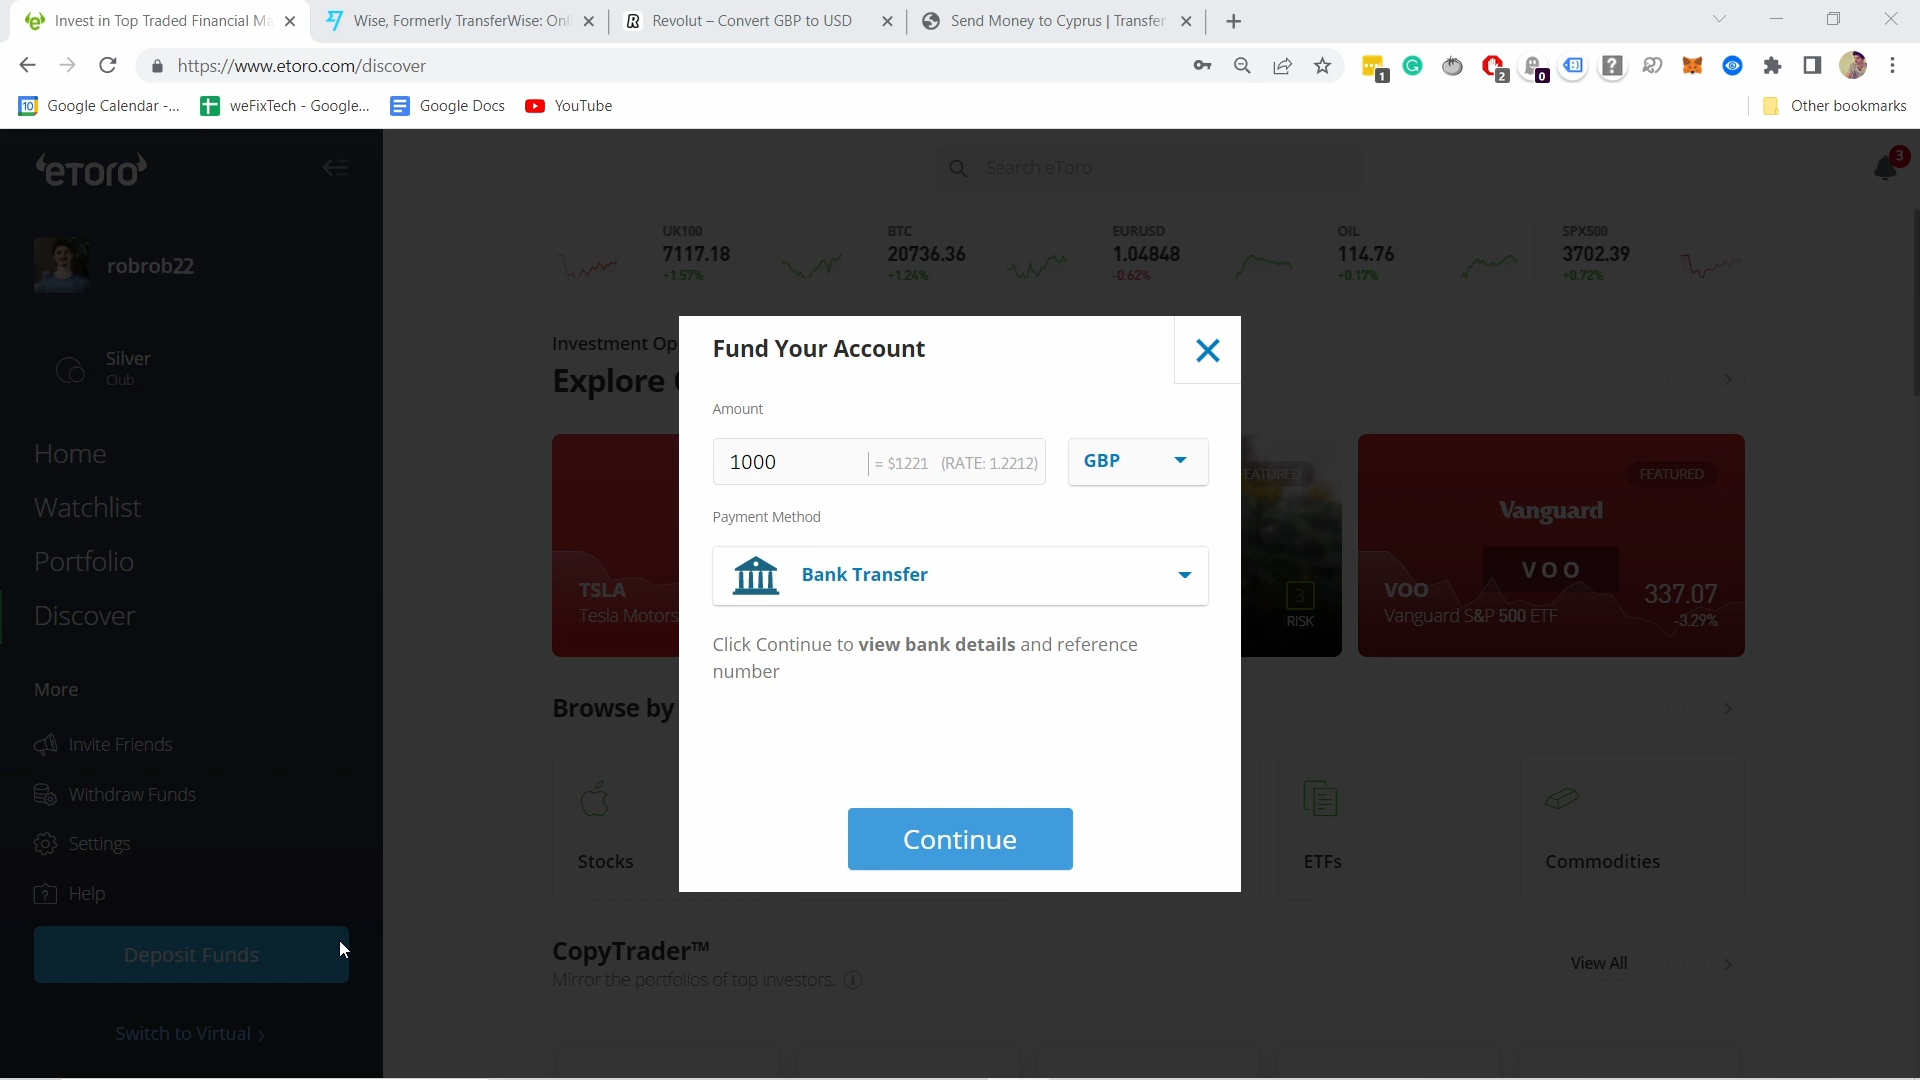 Invest in Top Traded Financial Ma
Wise, Formerly TransferWise: Onl
Revolut – Convert GBP to USD
Send Money to Cyprus | Transfer
https://www.etoro.com/discover
1
2
0
Google Calendar -...
weFixTech - Google...
Google Docs
YouTube
Other bookmarks
eToro
Search eToro
3
robrob22
Silver
Club
Home
Watchlist
Portfolio
Discover
More
Invite Friends
Withdraw Funds
Settings
Help
Deposit Funds
Switch to Virtual
UK100
7117.18
+1.57%
BTC
20736.36
+1.24%
EURUSD
1.04848
-0.62%
OIL
114.76
+0.17%
SPX500
3702.39
+0.72%
Investment Op
Explore
TSLA
Tesla Motors
FEATURED
3
RISK
FEATURED
Vanguard
VOO
VOO
Vanguard S&P 500 ETF
337.07
-3.29%
Fund Your Account
Amount
1000
= $1221 (RATE: 1.2212)
GBP
Payment Method
Bank Transfer
Click Continue to view bank details and reference
number
Continue
Browse by
Stocks
ETFs
Commodities
CopyTrader™
Mirror the portfolios of top investors.
View All